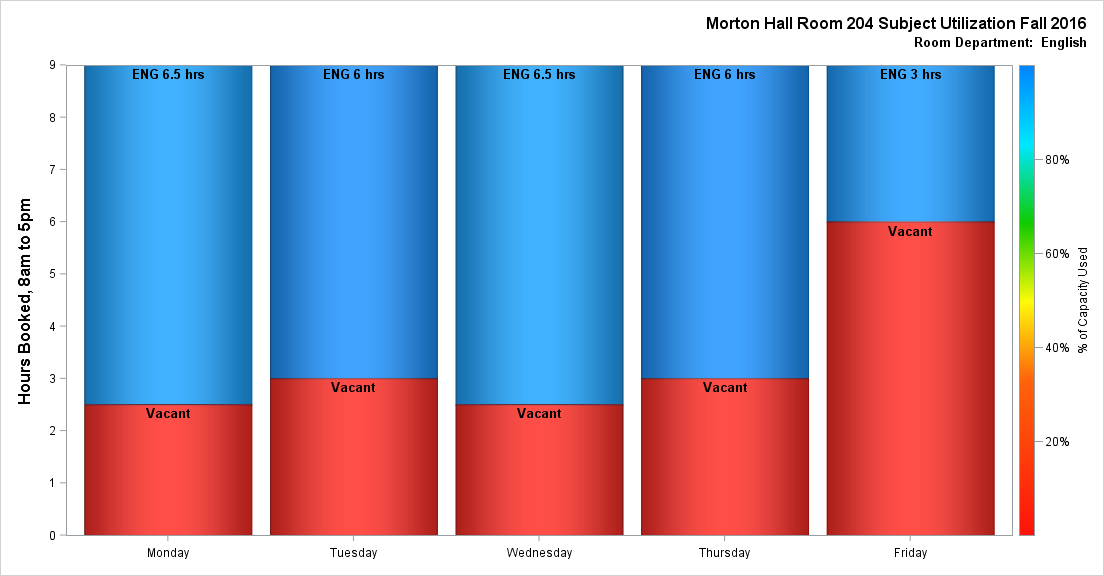 Morton Hall Room 204 Subject Utilization Fall 2016
Room Department:  English
Hours Booked, 8am to 5pm
9
8
7
6
5
4
3
2
1
0
ENG 6.5 hrs
Vacant
ENG 6 hrs
Vacant
ENG 6.5 hrs
Vacant
ENG 6 hrs
Vacant
ENG 3 hrs
Vacant
Monday
Tuesday
Wednesday
Thursday
Friday
80%
60%
40%
20%
% of Capacity Used